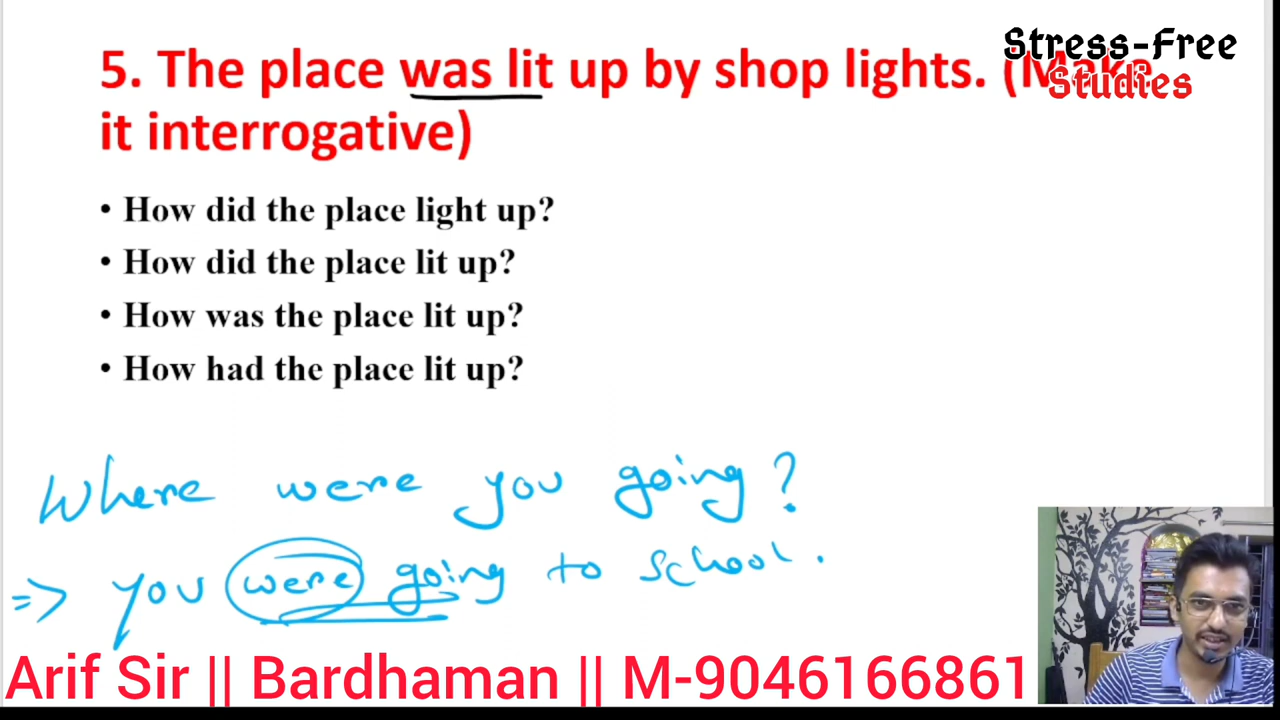 Stress-Free
Studies
5. The place was lit up by shop lights. (Make
it interrogative)
• How did the place light up?
• How did the place lit up?
• How was the place lit up?
• How had the place lit up?
Where were you going?
=> you were going to school.
Arif Sir || Bardhaman || M-9046166861